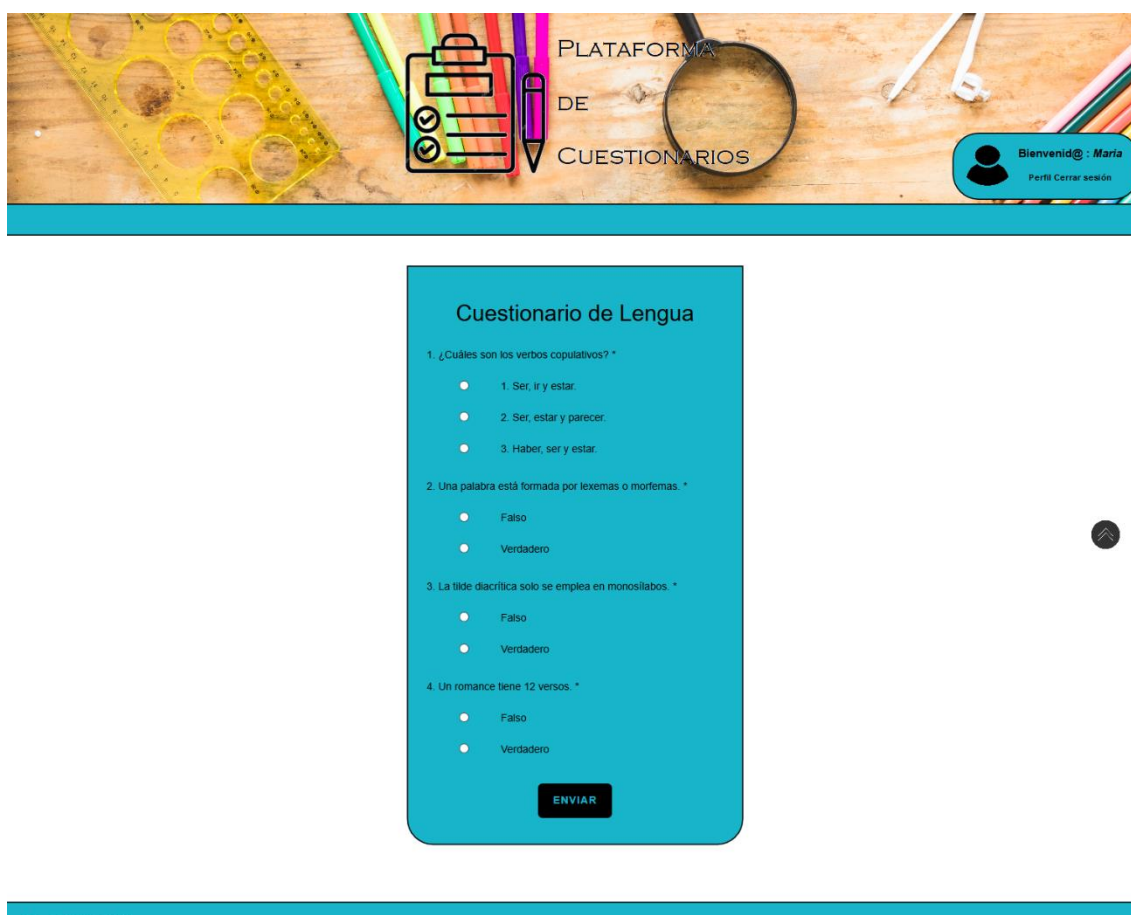 PLATAFORMA
DE
CUESTIONARIOS
Bienvenid@ : María
Perfil Cerrar sesión
Cuestionario de Lengua
1. ¿Cuáles son los verbos copulativos? *
1. Ser, ir y estar.
2. Ser, estar y parecer.
3. Haber, ser y estar.
2. Una palabra está formada por lexemas o morfemas. *
Falso
Verdadero
3. La tilde diacrítica solo se emplea en monosílabos. *
Falso
Verdadero
4. Un romance tiene 12 versos. *
Falso
Verdadero
ENVIAR